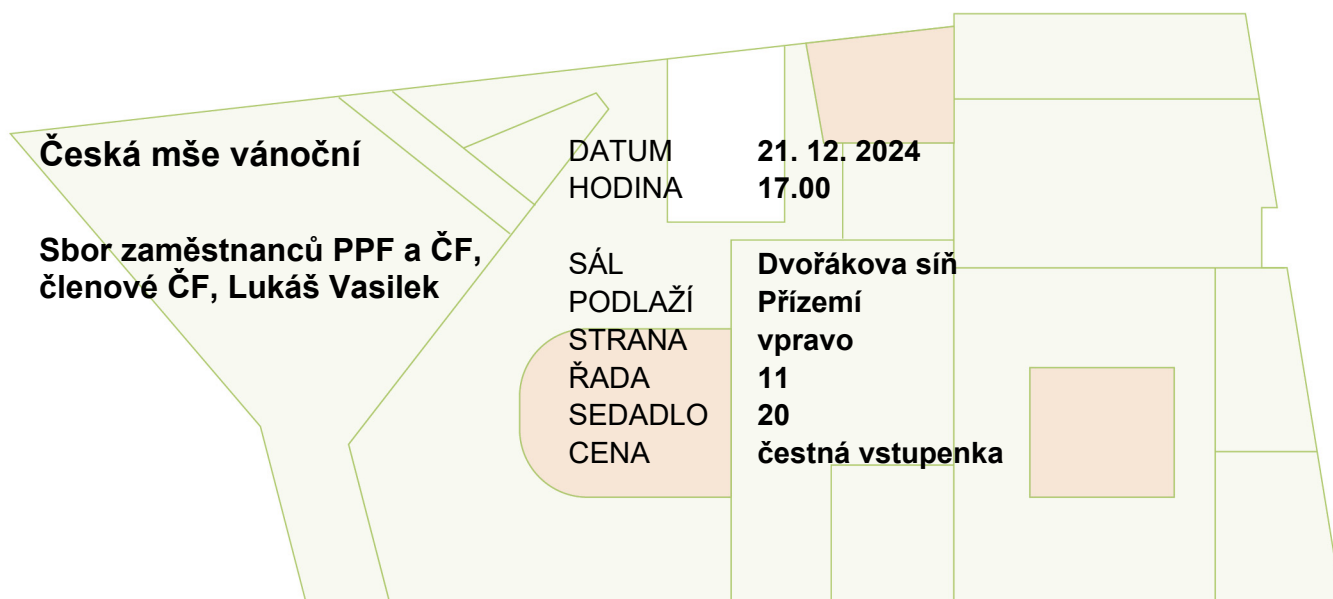 Česká mše vánoční
Sbor zaměstnanců PPF a ČF,
členové ČF, Lukáš Vasilek
DATUM 21. 12. 2024
HODINA 17.00
SÁL Dvořákova síň
PODLAŽÍ Přízemí
STRANA vpravo
ŘADA 11
SEDADLO 20
CENA čestná vstupenka